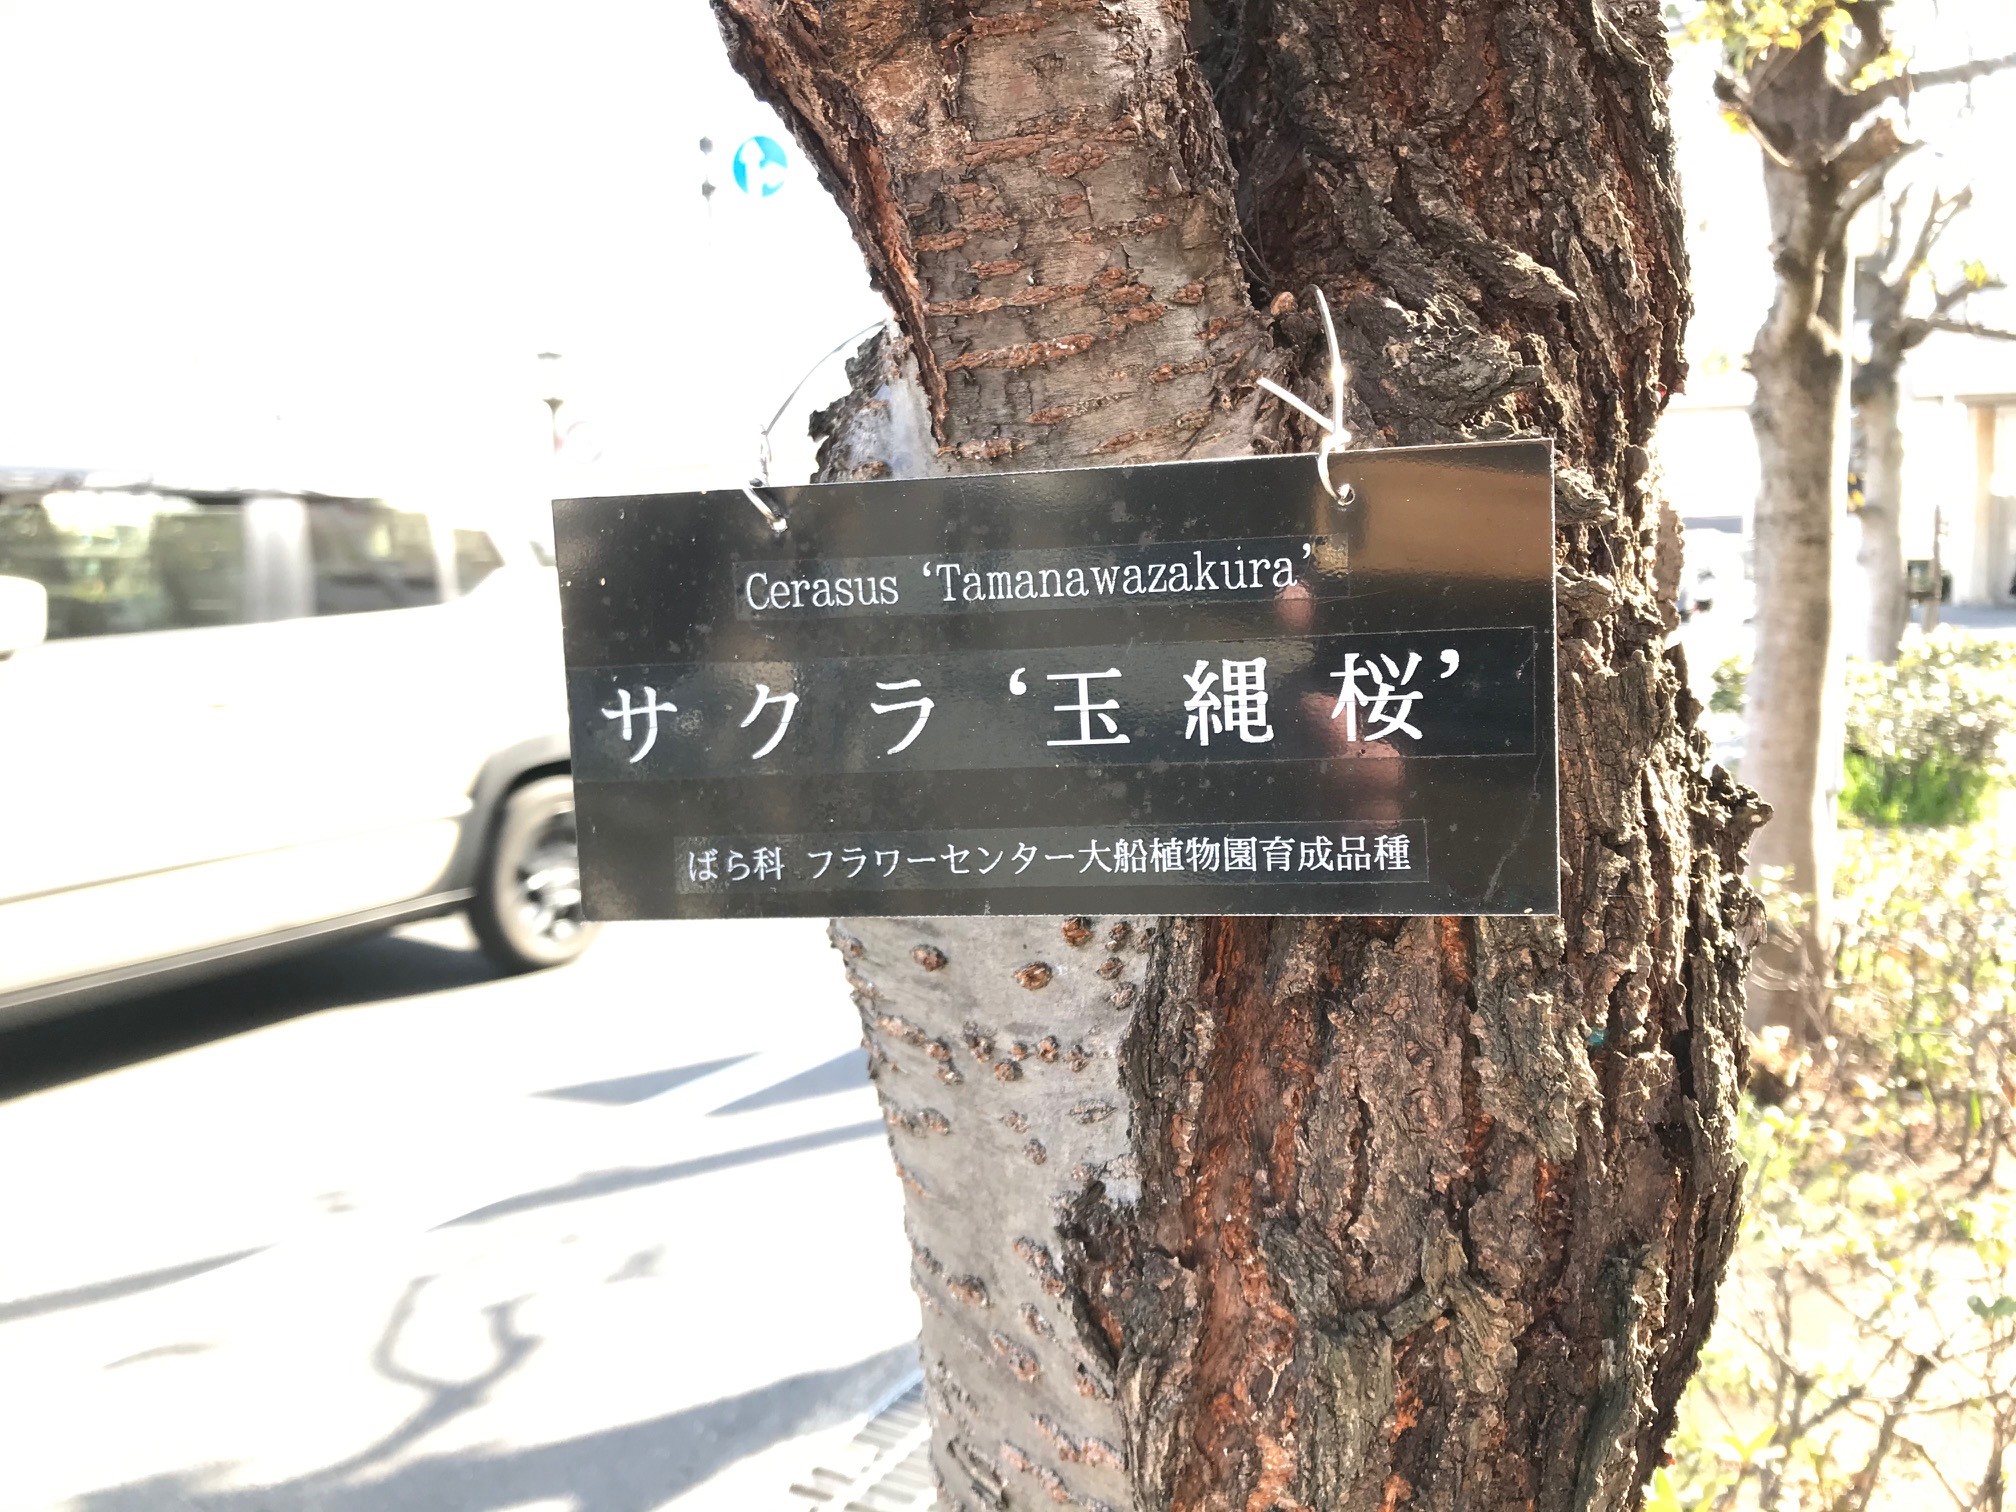 Cerasus ‘Tamanawazakura’
サクラ ‘玉縄桜’
ばら科 フラワーセンター大船植物園育成品種